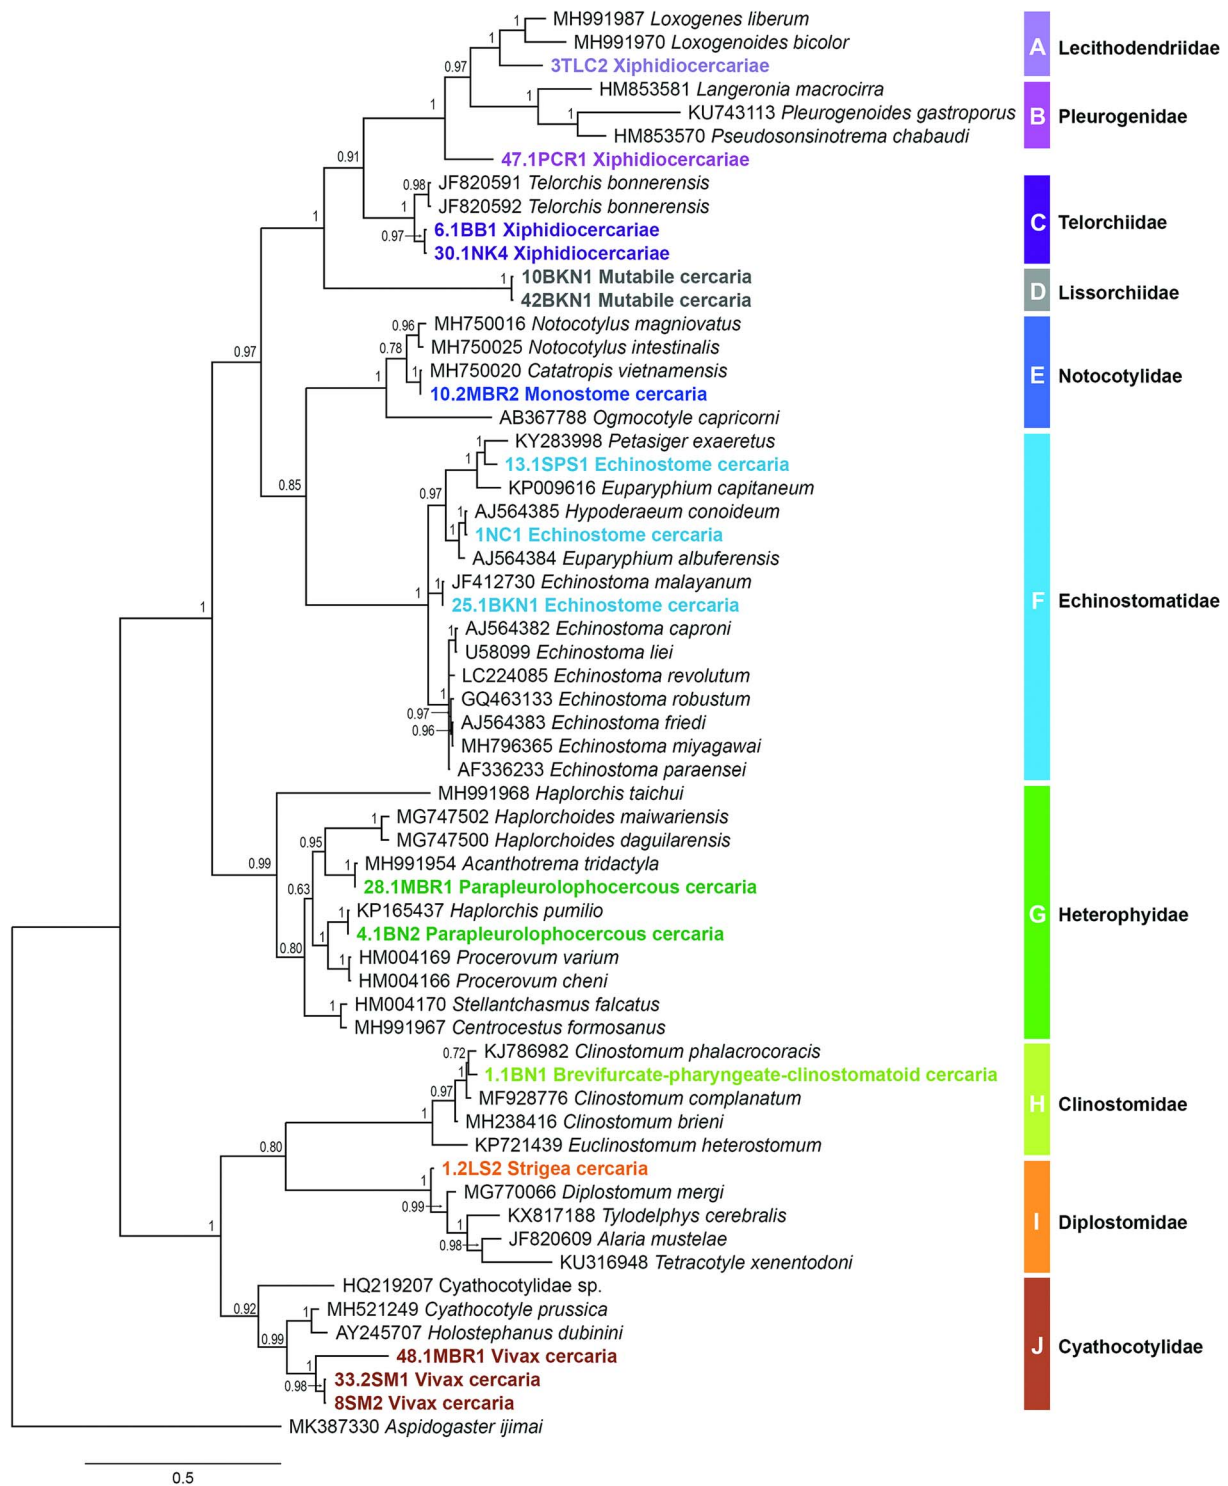 MH991987 Loxogenes liberum
MH991970 Loxogenoides bicolor
3TLC2 Xiphidiocercariae
A Lecithodendriidae
HM853581 Langeronia macrocirra
KU743113 Pleurogenoides gastroporus
HM853570 Pseudosonsinotrema chabaudi
47.1PCR1 Xiphidiocercariae
B Pleurogenidae
JF820591 Telorchis bonnerensis
JF820592 Telorchis bonnerensis
6.1BB1 Xiphidiocercariae
30.1NK4 Xiphidiocercariae
C Telorchiidae
10BKN1 Mutabile cercaria
42BKN1 Mutabile cercaria
D Lissorchiidae
MH750016 Notocotylus magniovatus
MH750025 Notocotylus intestinalis
MH750020 Catatropis vietnamensis
10.2MBR2 Monostome cercaria
AB367788 Ogmocotyle capricorni
E Notocotylidae
KY283998 Petasiger exaeretus
13.1SPS1 Echinostome cercaria
KP009616 Euparyphium capitaneum
AJ564385 Hypoderaeum conoideum
1NC1 Echinostome cercaria
AJ564384 Euparyphium albuferensis
JF412730 Echinostoma malayanum
25.1BKN1 Echinostome cercaria
AJ564382 Echinostoma caproni
U58099 Echinostoma liei
LC224085 Echinostoma revolutum
GQ463133 Echinostoma robustum
AJ564383 Echinostoma friedi
MH796365 Echinostoma miyagawai
AF336233 Echinostoma paraensei
F Echinostomatidae
MH991968 Haplorchis taichui
MG747502 Haplorchoides maiwariensis
MG747500 Haplorchoides daguilarensis
MH991954 Acanthotrema tridactyla
28.1MBR1 Parapleurolophocercous cercaria
KP165437 Haplorchis pumilio
4.1BN2 Parapleurolophocercous cercaria
HM004169 Procerovum varium
HM004166 Procerovum cheni
HM004170 Stellantchasmus falcatus
MH991967 Centrocestus formosanus
G Heterophyidae
KJ786982 Clinostomum phalacrocoracis
1.1BN1 Brevifurcate-pharyngeate-clinostomatoid cercaria
MF928776 Clinostomum complanatum
MH238416 Clinostomum brieni
KP721439 Euclinostomum heterostomum
H Clinostomidae
1.2LS2 Strigea cercaria
MG770066 Diplostomum mergi
KX817188 Tylodelphys cerebralis
JF820609 Alaria mustelae
KU316948 Tetracotyle xenentodoni
I Diplostomidae
HQ219207 Cyathocotylidae sp.
MH521249 Cyathocotyle prussica
AY245707 Holostephanus dubinini
48.1MBR1 Vivax cercaria
33.2SM1 Vivax cercaria
8SM2 Vivax cercaria
J Cyathocotylidae
MK387330 Aspidogaster ijimai
1
1
0.97
1
1
1
0.91
0.98
1
0.97
1
1
0.97
0.96
0.78
1
1
0.85
1
1
0.97
1
1
1
1
1
1
0.97
0.96
1
1
0.95
1
0.99
0.63
1
1
1
0.80
1
0.72
1
0.97
1
0.80
1
0.99
1
0.98
1
0.92
1
0.99
1
0.98
0.5